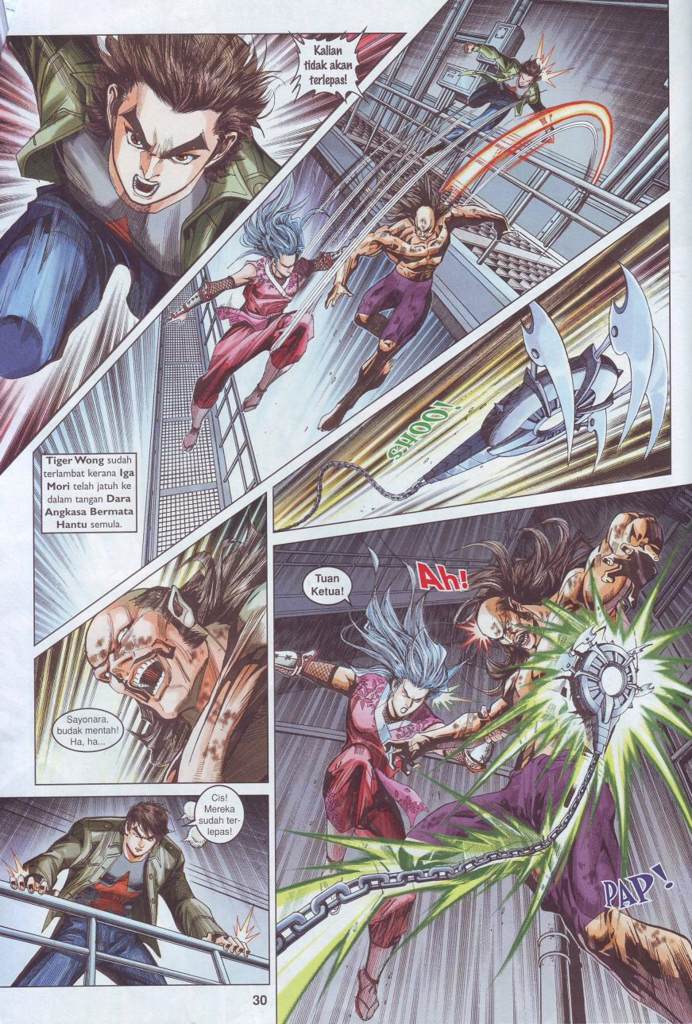 Kalian
tidak akan
terlepas!
SHOOO!
Tiger Wong sudah
terlambat kerana Iga
Mori telah jatuh ke
dalam tangan Dara
Angkasa Bermata
Hantu semula.
Sayonara,
budak mentah!
Ha, ha...
Tuan
Ketua!
Ah!
PAP!
Cis!
Mereka
sudah ter-
lepas!
30